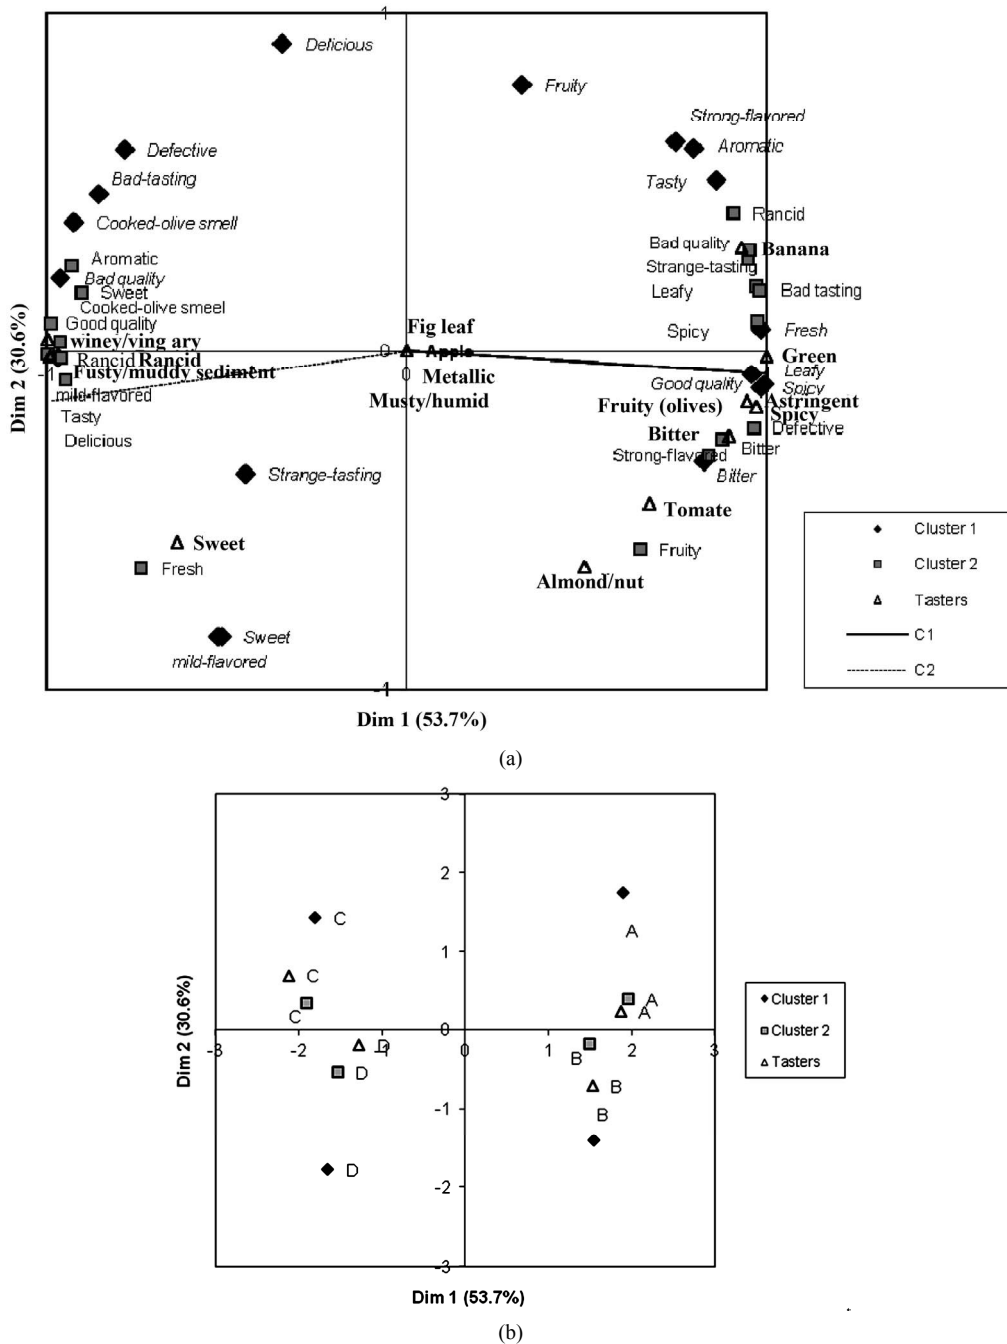 1
Delicious
Fruity
Strong-flavored
Defective
Aromatic
Bad-tasting
Tasty
Cooked-olive smell
Rancid
Bad quality
Banana
Aromatic
Strange-tasting
Bad quality
Sweet
Leafy
Bad tasting
Cooked-olive smeel
Good quality
Spicy
Fresh
Fig leaf
winey/ving ary
Apple
Rancid
Rancid
Green
-1
Fusty/muddy sediment
0
Metallic
Good quality
Leafy
1
Spicy
mild-flavored
Musty/humid
Fruity (olives)
Astringent
Tasty
Spicy
Delicious
Bitter
Defective
Strong-flavored
Bitter
Bitter
Strange-tasting
Tomate
Sweet
Fruity
Fresh
Almond/nut
Sweet
mild-flavored
-1
Dim 2 (30.6%)
Dim 1 (53.7%)
Cluster 1
Cluster 2
Tasters
C1
C2
(a)
3
2
C
A
1
C
A
C
A
0
-3
-2
-1
0
1
2
3
D
B
D
B
-1
B
D
-2
-3
Dim 2 (30.6%)
Dim 1 (53.7%)
Cluster 1
Cluster 2
Tasters
(b)